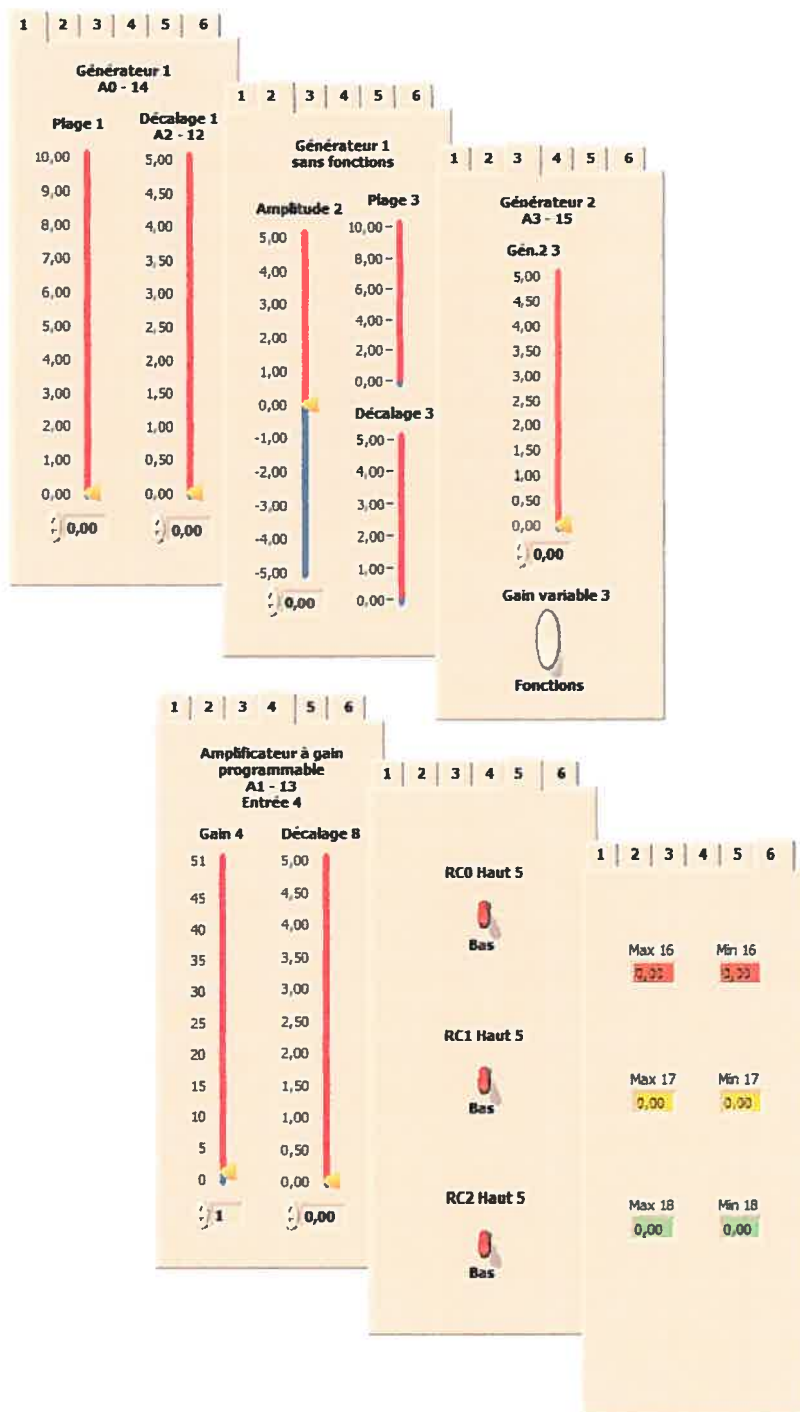 1 2 3 4 5 6
Générateur 1
A0 - 14
Plage 1
10,00
9,00
8,00
7,00
6,00
5,00
4,00
3,00
2,00
1,00
0,00
0,00
Décalage 1
A2 - 12
5,00
4,50
4,00
3,50
3,00
2,50
2,00
1,50
1,00
0,50
0,00
0,00
1 2 3 4 5 6
Générateur 1
sans fonctions
Amplitude 2
5,00
4,00
3,00
2,00
1,00
0,00
-1,00
-2,00
-3,00
-4,00
-5,00
0,00
Plage 3
10,00
8,00
6,00
4,00
2,00
0,00
Décalage 3
5,00
4,00
3,00
2,00
1,00
0,00
1 2 3 4 5 6
Générateur 2
A3 - 15
Gén.2 3
5,00
4,50
4,00
3,50
3,00
2,50
2,00
1,50
1,00
0,50
0,00
0,00
Gain variable 3
Fonctions
1 2 3 4 5 6
Amplificateur à gain
programmable
A1 - 13
Entrée 4
Gain 4
51
45
40
35
30
25
20
15
10
5
0
1
Décalage 8
5,00
4,50
4,00
3,50
3,00
2,50
2,00
1,50
1,00
0,50
0,00
0,00
1 2 3 4 5 6
RC0 Haut 5
Bas
RC1 Haut 5
Bas
RC2 Haut 5
Bas
1 2 3 4 5 6
Max 16 Min 16
0,00 0,00
Max 17 Min 17
0,00 0,00
Max 18 Min 18
0,00 0,00